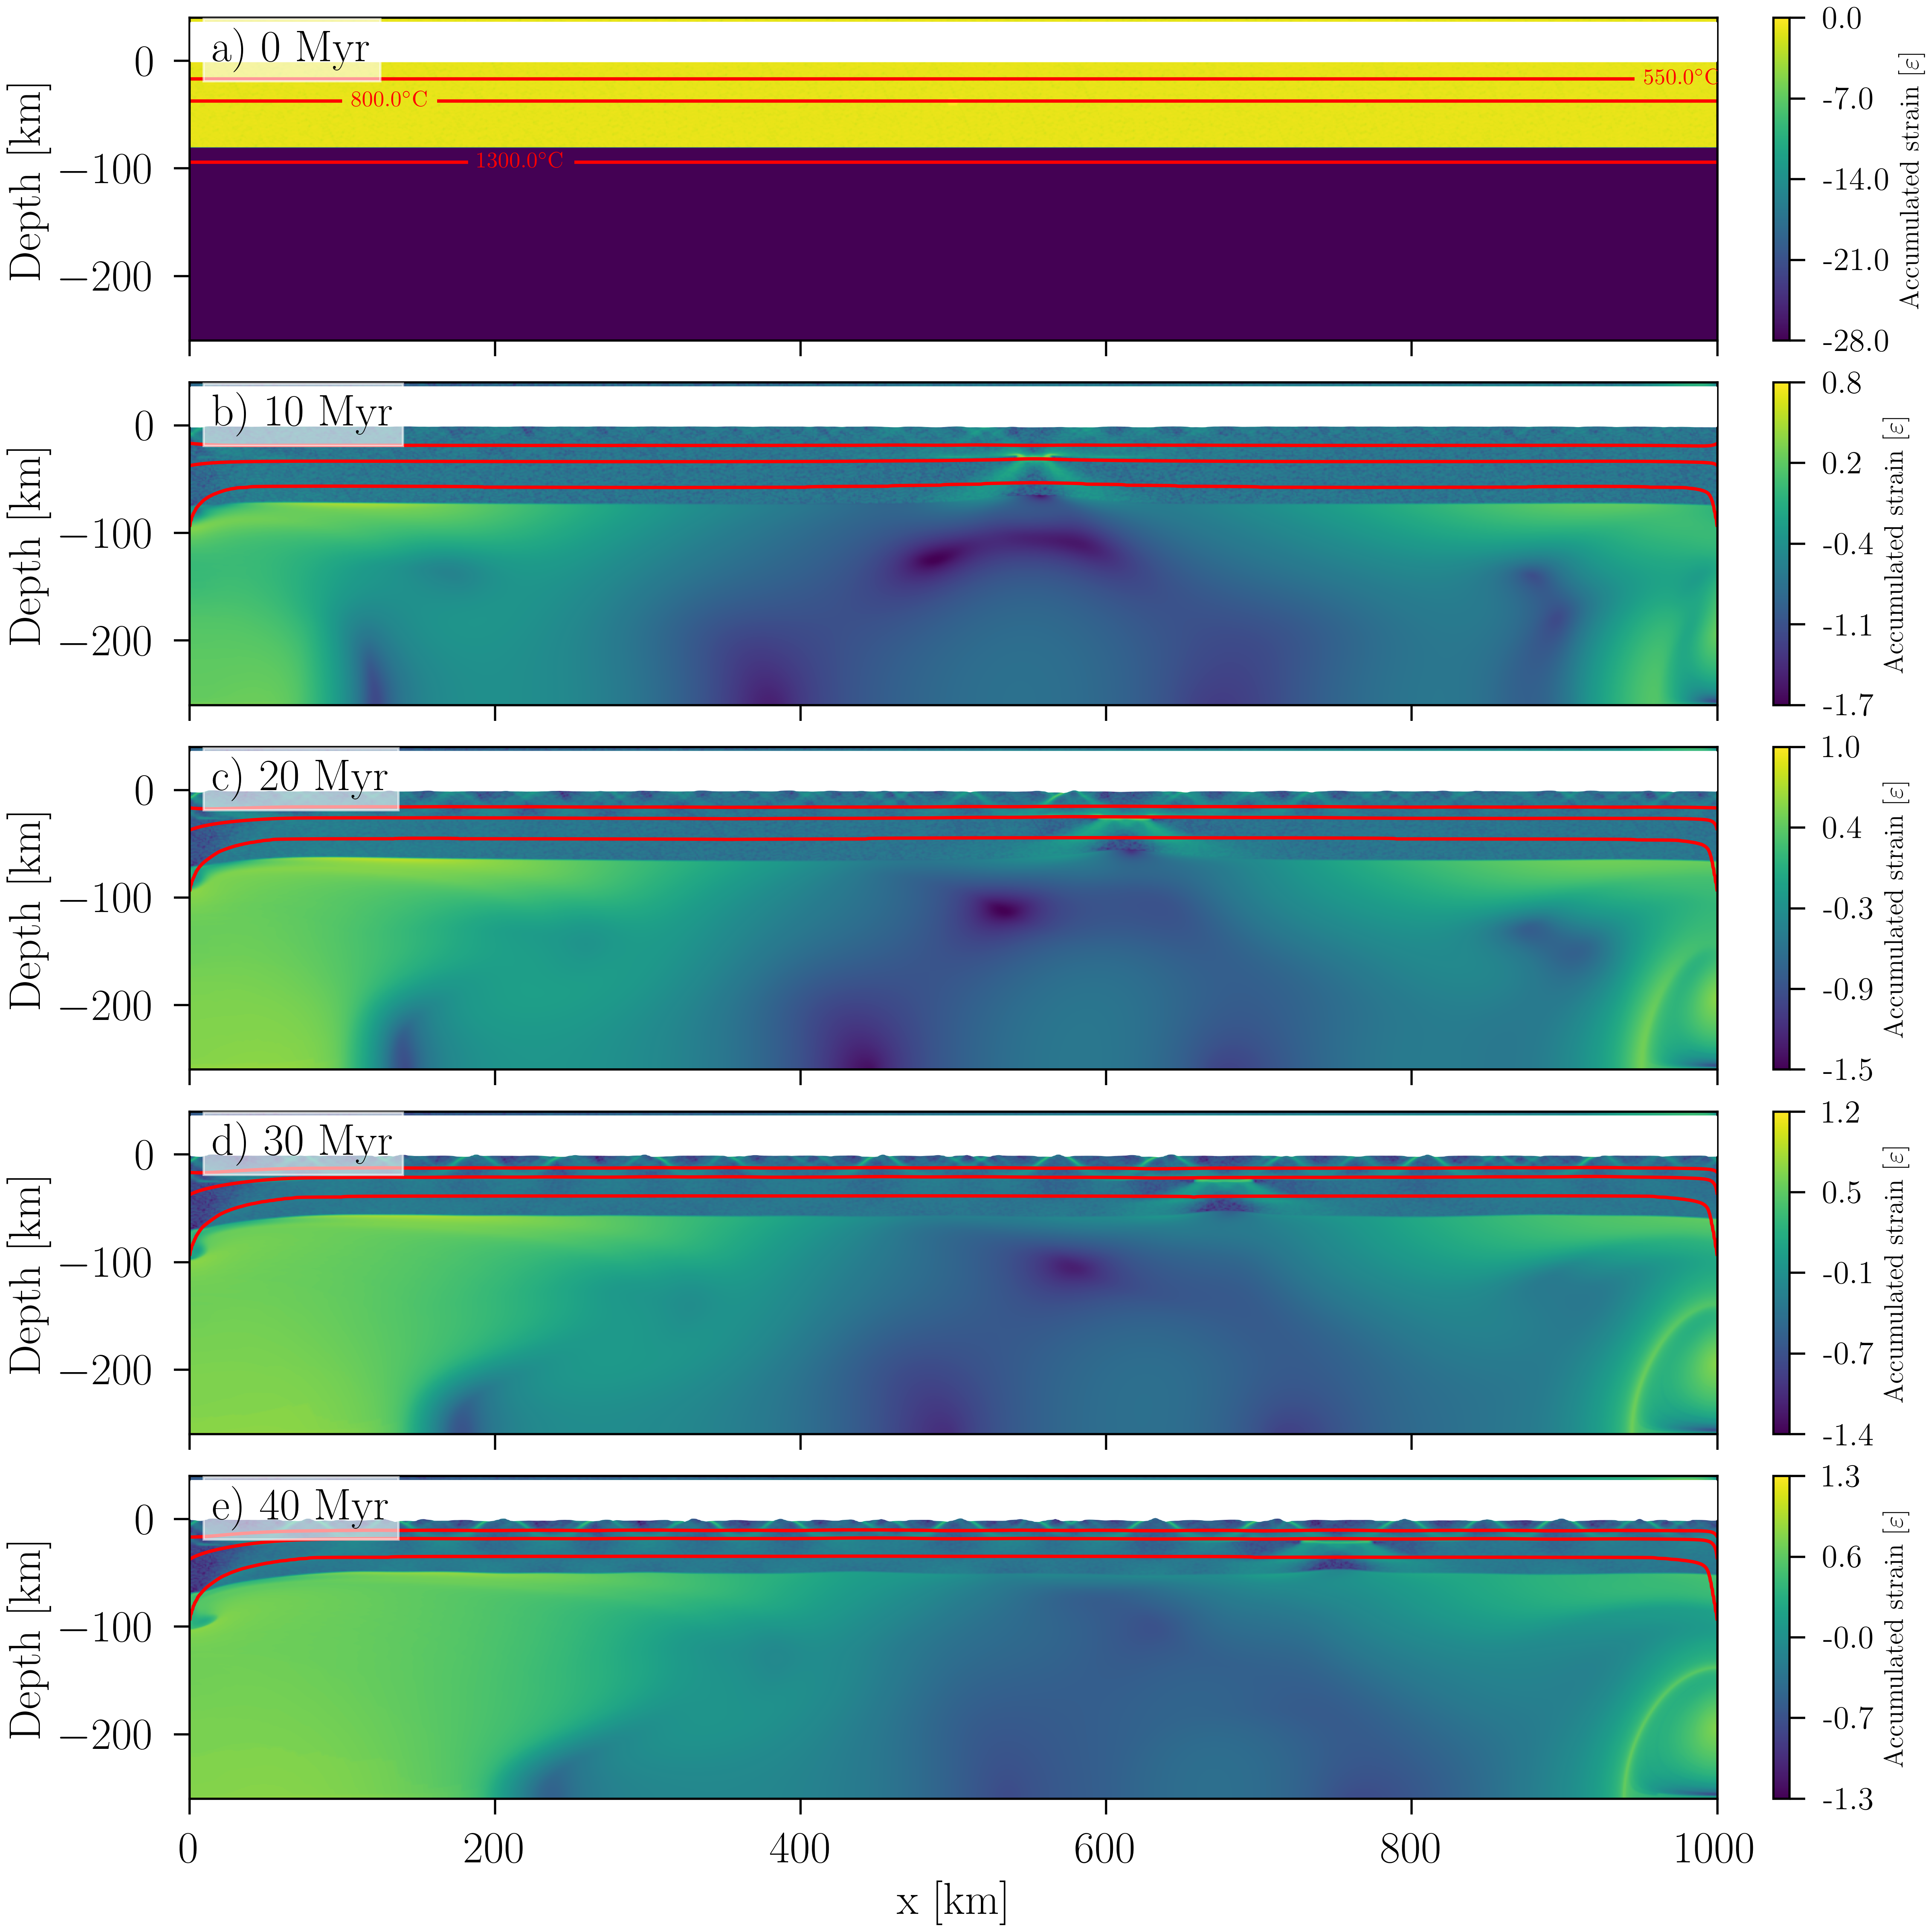 a) 0 Myr
0
−100
−200
Depth [km]
550.0°C
800.0°C
1300.0°C
0.0
-7.0
-14.0
-21.0
-28.0
Accumulated strain [ε]
b) 10 Myr
0
−100
−200
Depth [km]
0.8
0.2
-0.4
-1.1
-1.7
Accumulated strain [ε]
c) 20 Myr
0
−100
−200
Depth [km]
1.0
0.4
-0.3
-0.9
-1.5
Accumulated strain [ε]
d) 30 Myr
0
−100
−200
Depth [km]
1.2
0.5
-0.1
-0.7
-1.4
Accumulated strain [ε]
e) 40 Myr
0
−100
−200
Depth [km]
1.3
0.6
-0.0
-0.7
-1.3
Accumulated strain [ε]
0 200 400 600 800 1000
x [km]